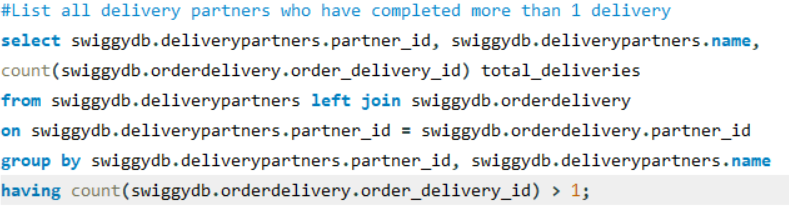 #List all delivery partners who have completed more than 1 delivery
select swiggydb.deliverypartners.partner_id, swiggydb.deliverypartners.name,
count(swiggydb.orderdelivery.order_delivery_id) total_deliveries
from swiggydb.deliverypartners left join swiggydb.orderdelivery
on swiggydb.deliverypartners.partner_id = swiggydb.orderdelivery.partner_id
group by swiggydb.deliverypartners.partner_id, swiggydb.deliverypartners.name
having count(swiggydb.orderdelivery.order_delivery_id) > 1;